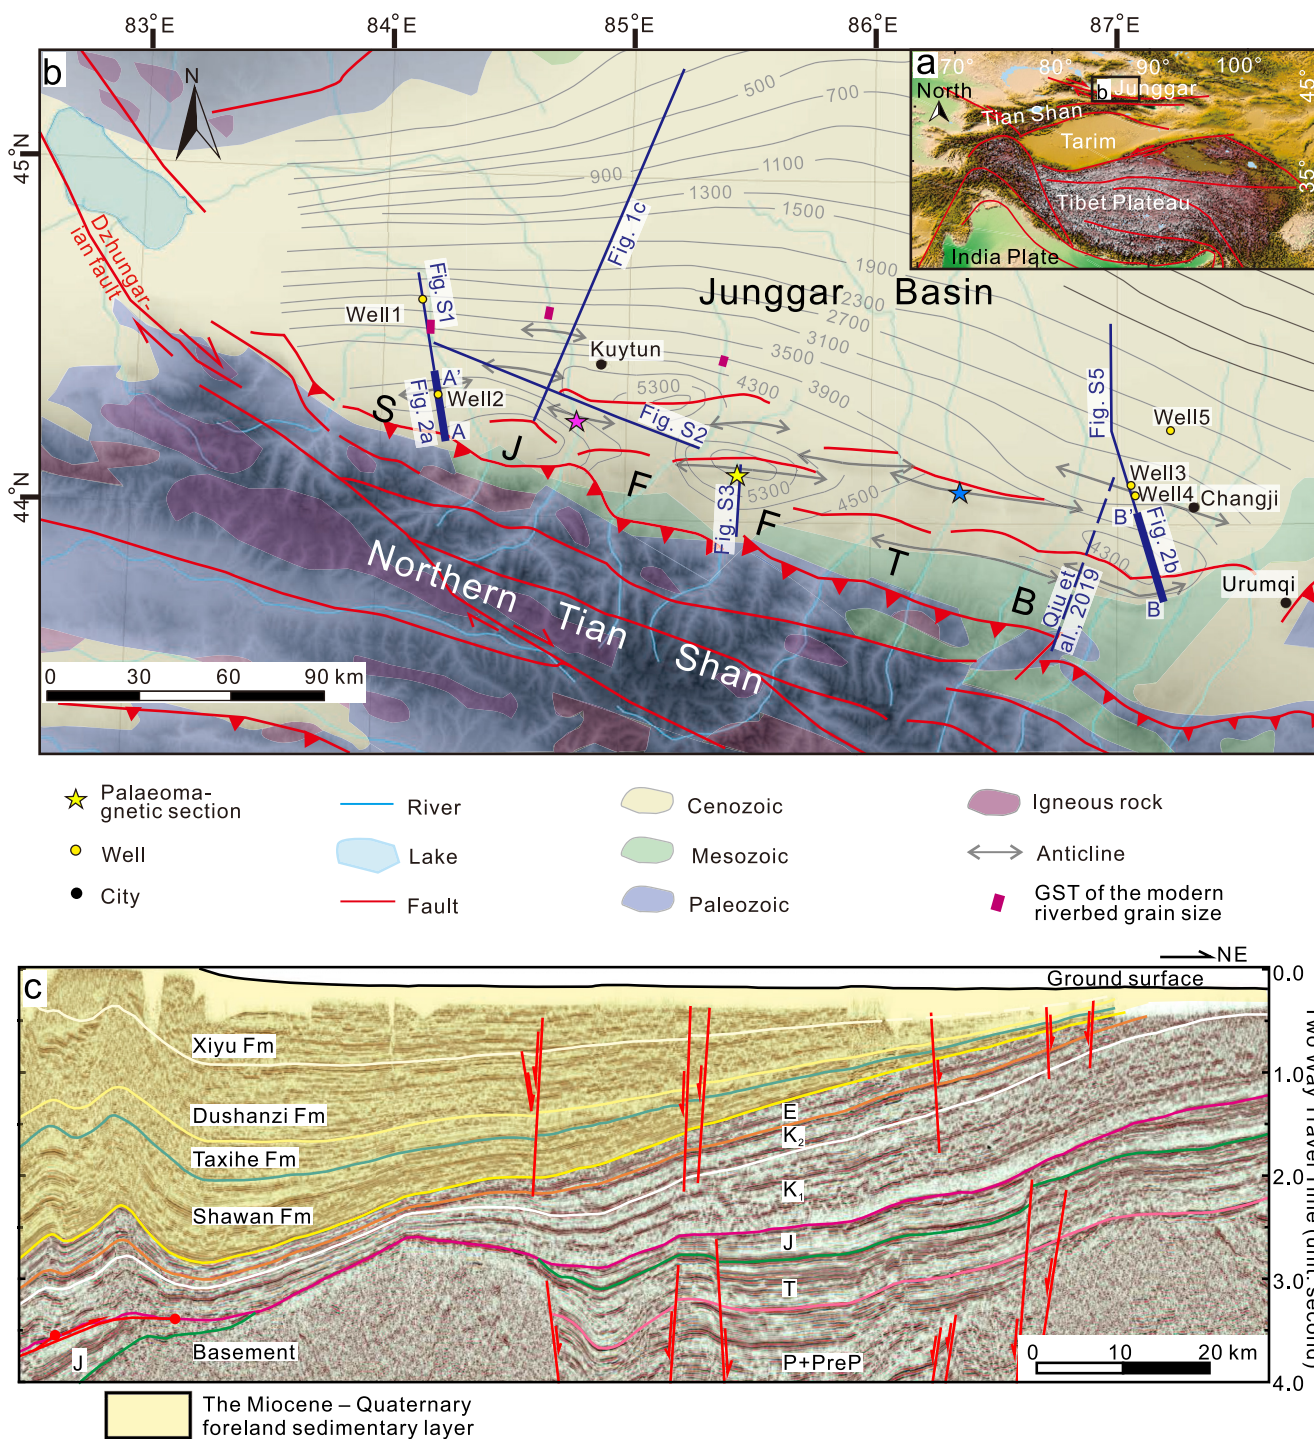 83°E 84°E 85°E 86°E 87°E
b
N
45°N
44°N
a
70° 80° 90° 100°
45°
35°
North
b
Junggar
Tian Shan
Tarim
Tibet Plateau
India Plate
500
700
900
1100
1300
1500
1900
2300
2700
3100
3500
3900
4300
5300
4500
5300
4300
Dzhungar-
ian fault
Fig. 1c
Fig. S1
Well1
Junggar Basin
Kuytun
A'
Well2
Fig. 2a
A
Fig. S2
Fig. S3
Fig. S5
Well5
Well3
Well4
Changji
B'
Fig. 2b
B
Urumqi
Qiu et
al., 2019
S J F F T B
Northern Tian Shan
0 30 60 90 km
Palaeoma-
gnetic section
Well
City
River
Lake
Fault
Cenozoic
Mesozoic
Paleozoic
Igneous rock
Anticline
GST of the modern
riverbed grain size
c
NE
Ground surface
0.0
1.0
2.0
3.0
4.0
Two Way Travel Time (unit: second)
Xiyu Fm
Dushanzi Fm
Taxihe Fm
Shawan Fm
E
K₂
K₁
J
T
J
Basement
P+PreP
0 10 20 km
The Miocene – Quaternary
foreland sedimentary layer